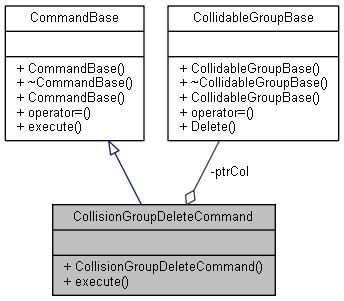 CommandBase
+ CommandBase()
+ ~CommandBase()
+ CommandBase()
+ operator=()
+ execute()
CollidableGroupBase
+ CollidableGroupBase()
+ ~CollidableGroupBase()
+ CollidableGroupBase()
+ operator=()
+ Delete()
-ptrCol
CollisionGroupDeleteCommand
+ CollisionGroupDeleteCommand()
+ execute()